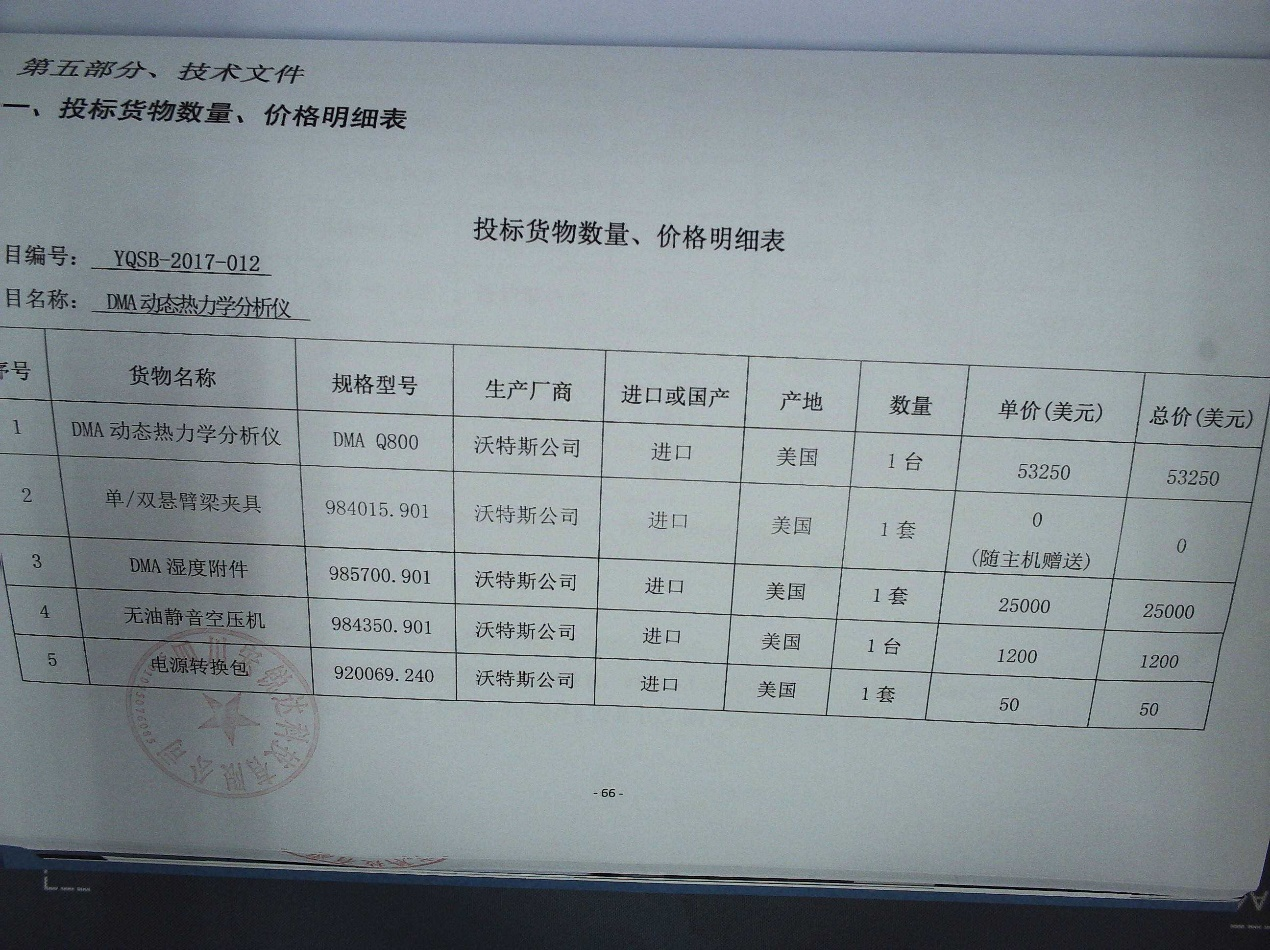 第五部分、技术文件
一、投标货物数量、价格明细表
投标货物数量、价格明细表
目编号： YQSB-2017-012
目名称： DMA动态热力学分析仪
序号 货物名称 规格型号 生产厂商 进口或国产 产地 数量 单价(美元) 总价(美元)
1 DMA动态热力学分析仪 DMA Q800 沃特斯公司 进口 美国 1台 53250 53250
2 单/双悬臂梁夹具 984015.901 沃特斯公司 进口 美国 1套 0 (随主机赠送) 0
3 DMA湿度附件 985700.901 沃特斯公司 进口 美国 1套 25000 25000
4 无油静音空压机 984350.901 沃特斯公司 进口 美国 1台 1200 1200
5 电源转换包 920069.240 沃特斯公司 进口 美国 1套 50 50
科技有限公司
- 66 -